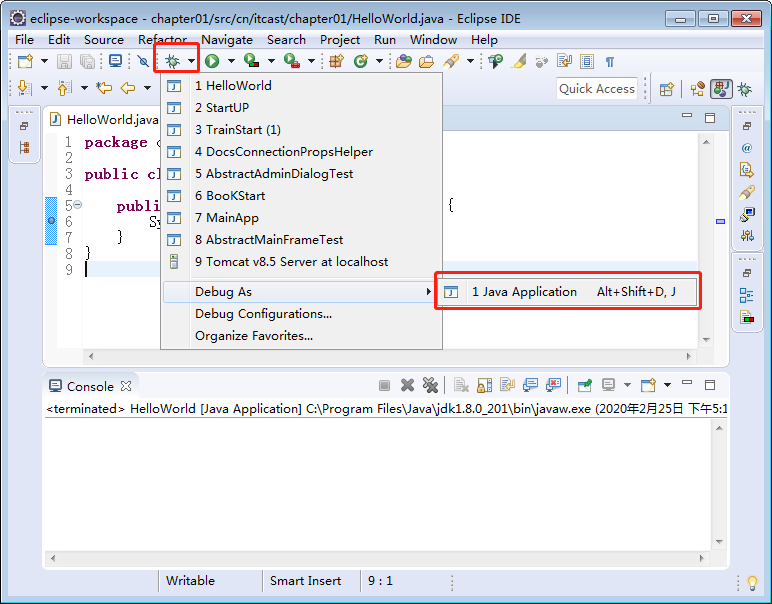 eclipse-workspace - chapter01/src/cn/itcast/chapter01/HelloWorld.java - Eclipse IDE
File Edit Source Refactor Navigate Search Project Run Window Help
Quick Access
HelloWorld.java
1 package
2
3 public
4
5 {
6
7 }
8 }
9
1 HelloWorld
2 StartUP
3 TrainStart (1)
4 DocsConnectionPropsHelper
5 AbstractAdminDialogTest
6 BooKStart
7 MainApp
8 AbstractMainFrameTest
9 Tomcat v8.5 Server at localhost
Debug As
1 Java Application Alt+Shift+D, J
Debug Configurations...
Organize Favorites...
Console
<terminated> HelloWorld [Java Application] C:\Program Files\Java\jdk1.8.0_201\bin\javaw.exe (2020年2月25日 下午5:1
Writable Smart Insert 9 : 1